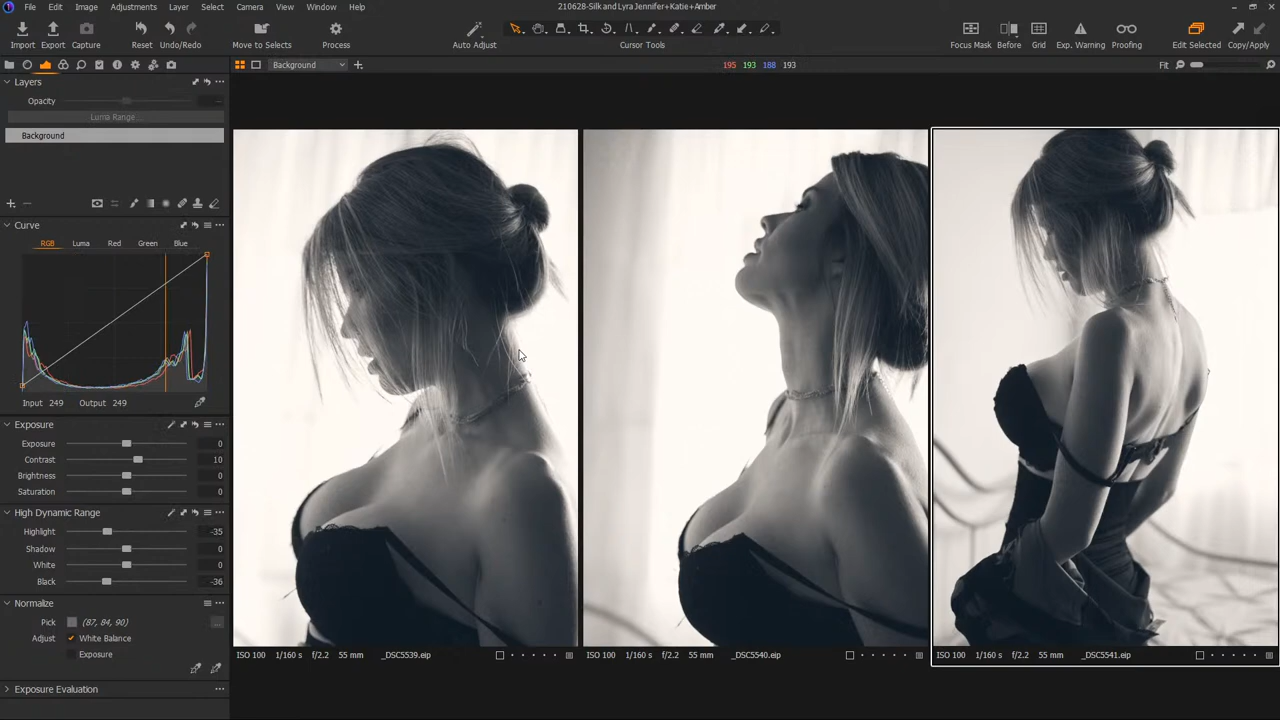 File Edit Image Adjustments Layer Select Camera View Window Help
210628-Silk and Lyra Jennifer+Katie+Amber
Import Export Capture Reset Undo/Redo Move to Selects Process Auto Adjust Cursor Tools Focus Mask Before Grid Exp. Warning Proofing Edit Selected Copy/Apply
Background
195 193 188 193
Fit
Layers
Opacity
Luma Range...
Background
Curve
RGB Luma Red Green Blue
Input 249 Output 249
Exposure
Exposure 0
Contrast 10
Brightness 0
Saturation 0
High Dynamic Range
Highlight -35
Shadow 0
White 0
Black -36
Normalize
Pick (87, 84, 90)
Adjust White Balance
Exposure
Exposure Evaluation
ISO 100 1/160 s f/2.2 55 mm _DSC5539.eip
ISO 100 1/160 s f/2.2 55 mm _DSC5540.eip
ISO 100 1/160 s f/2.2 55 mm _DSC5541.eip